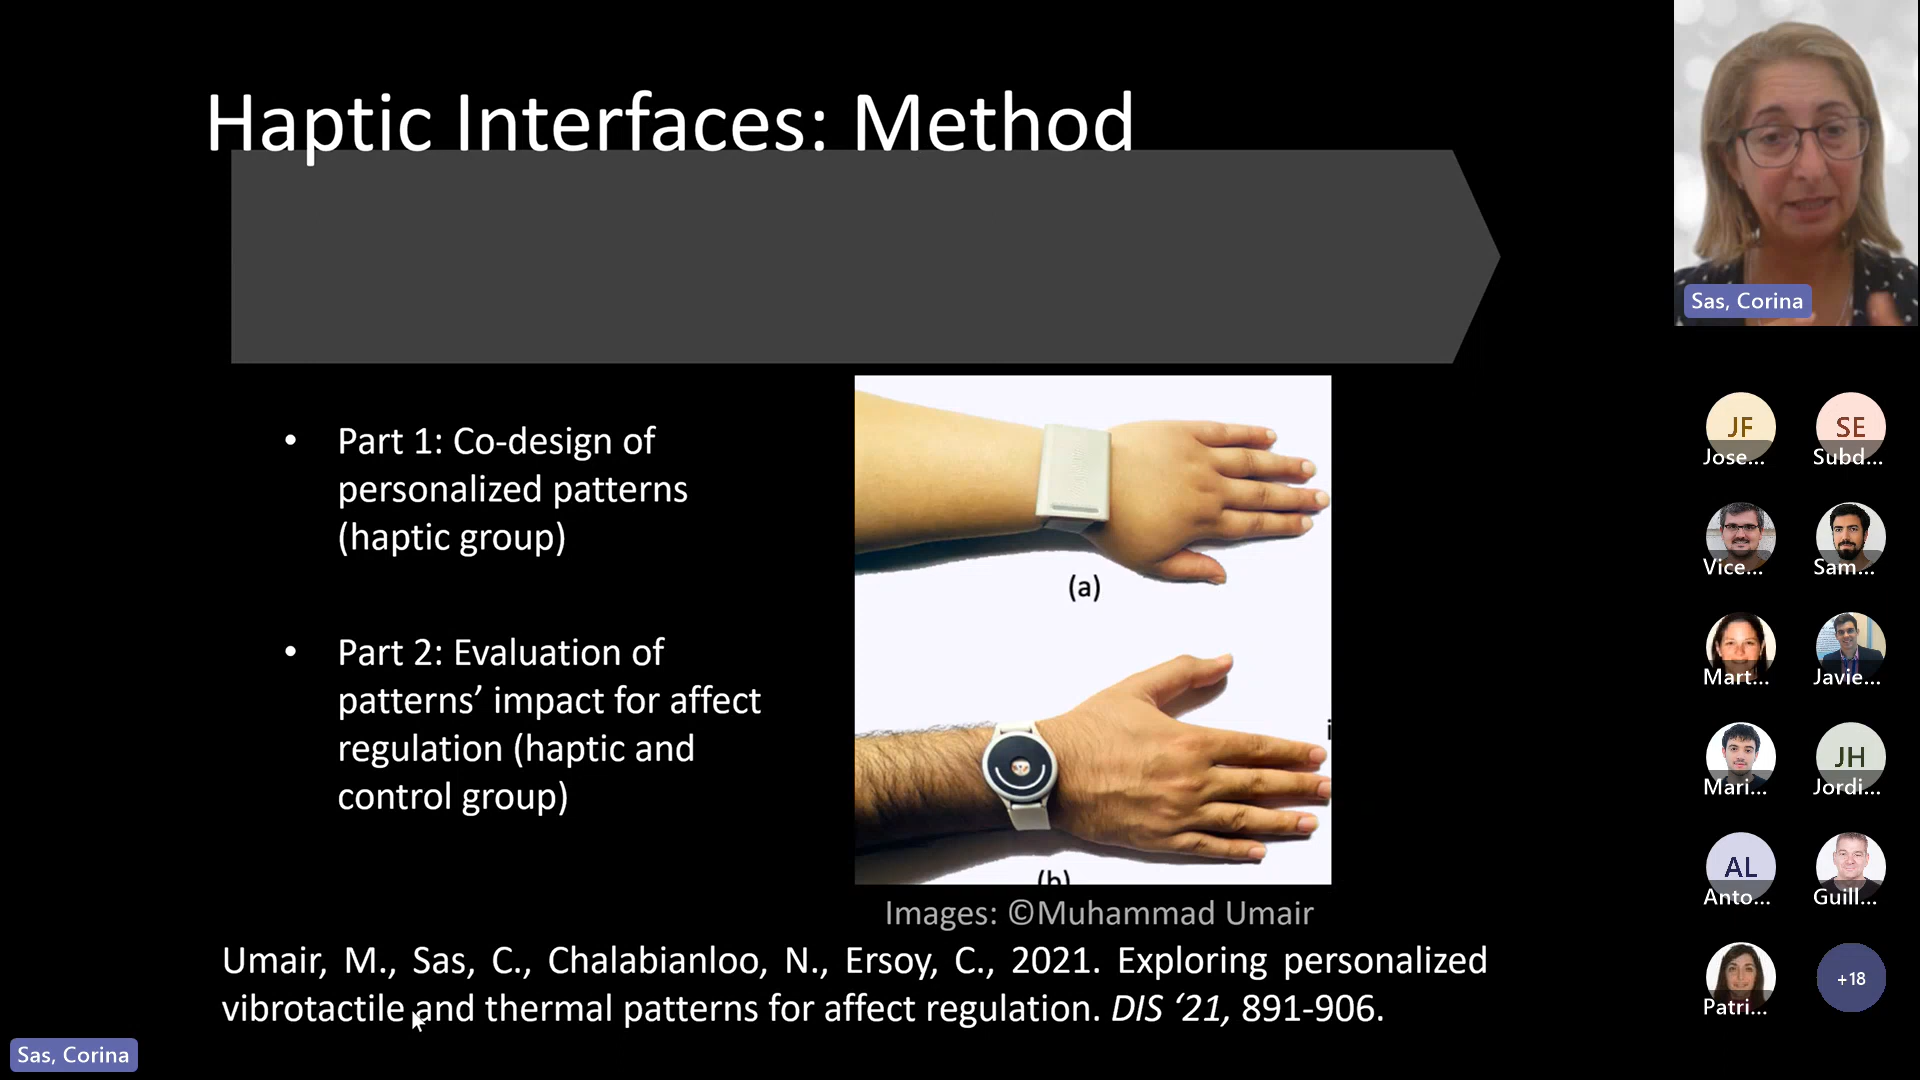 Haptic Interfaces: Method
• Part 1: Co-design of
personalized patterns
(haptic group)
• Part 2: Evaluation of
patterns’ impact for affect
regulation (haptic and
control group)
(a)
i
(b)
Images: ©Muhammad Umair
Umair, M., Sas, C., Chalabianloo, N., Ersoy, C., 2021. Exploring personalized
vibrotactile and thermal patterns for affect regulation. DIS ‘21, 891-906.
Sas, Corina
Sas, Corina
JF
SE
Jose...
Subd...
Vice...
Sam...
Mart...
Javie...
JH
Mari...
Jordi...
AL
Anto...
Guill...
Patri...
+18